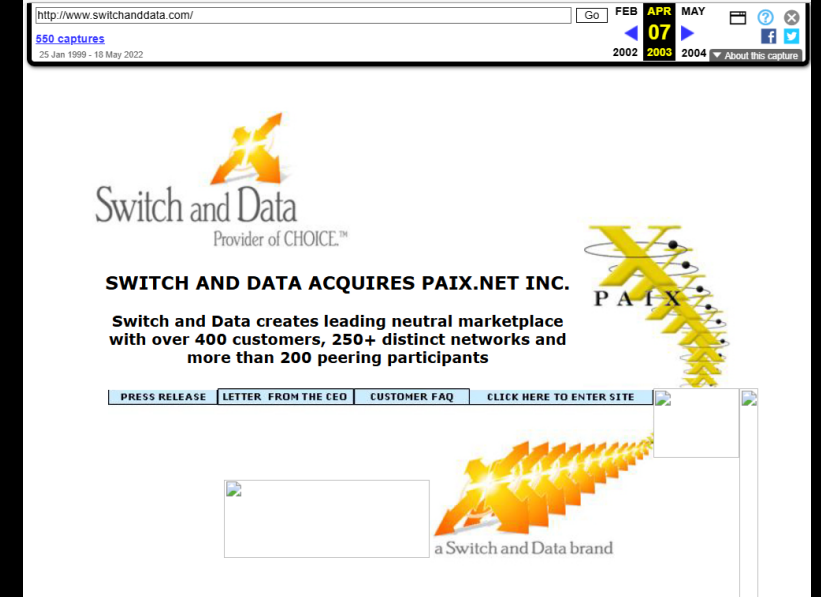 http://www.switchanddata.com/
Go
FEB APR MAY
07
2002 2003 2004
550 captures
25 Jan 1999 - 18 May 2022
▼ About this capture
Switch and Data
Provider of CHOICE.™
SWITCH AND DATA ACQUIRES PAIX.NET INC.
PAIX
Switch and Data creates leading neutral marketplace
with over 400 customers, 250+ distinct networks and
more than 200 peering participants
PRESS RELEASE
LETTER FROM THE CEO
CUSTOMER FAQ
CLICK HERE TO ENTER SITE
a Switch and Data brand